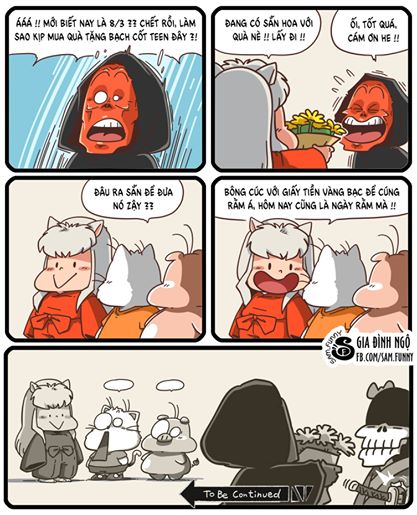 ÁÁÁ !! MỚI BIẾT NAY LÀ 8/3 ?? CHẾT RỒI, LÀM
SAO KỊP MUA QUÀ TẶNG BẠCH CỐT TEEN ĐÂY ?!
ĐANG CÓ SẴN HOA VỚI
QUÀ NÈ !! LẤY ĐI !!
ỐI, TỐT QUÁ,
CÁM ƠN HE !!
ĐÂU RA SẴN ĐỂ ĐƯA
NÓ ZẬY ??
BÔNG CÚC VỚI GIẤY TIỀN VÀNG BẠC ĐỂ CÚNG
RẰM Á, HÔM NAY CŨNG LÀ NGÀY RẰM MÀ !!
SAM.FUNNY
GIA ĐÌNH NGỘ
FB.COM/SAM.FUNNY
To Be Continued